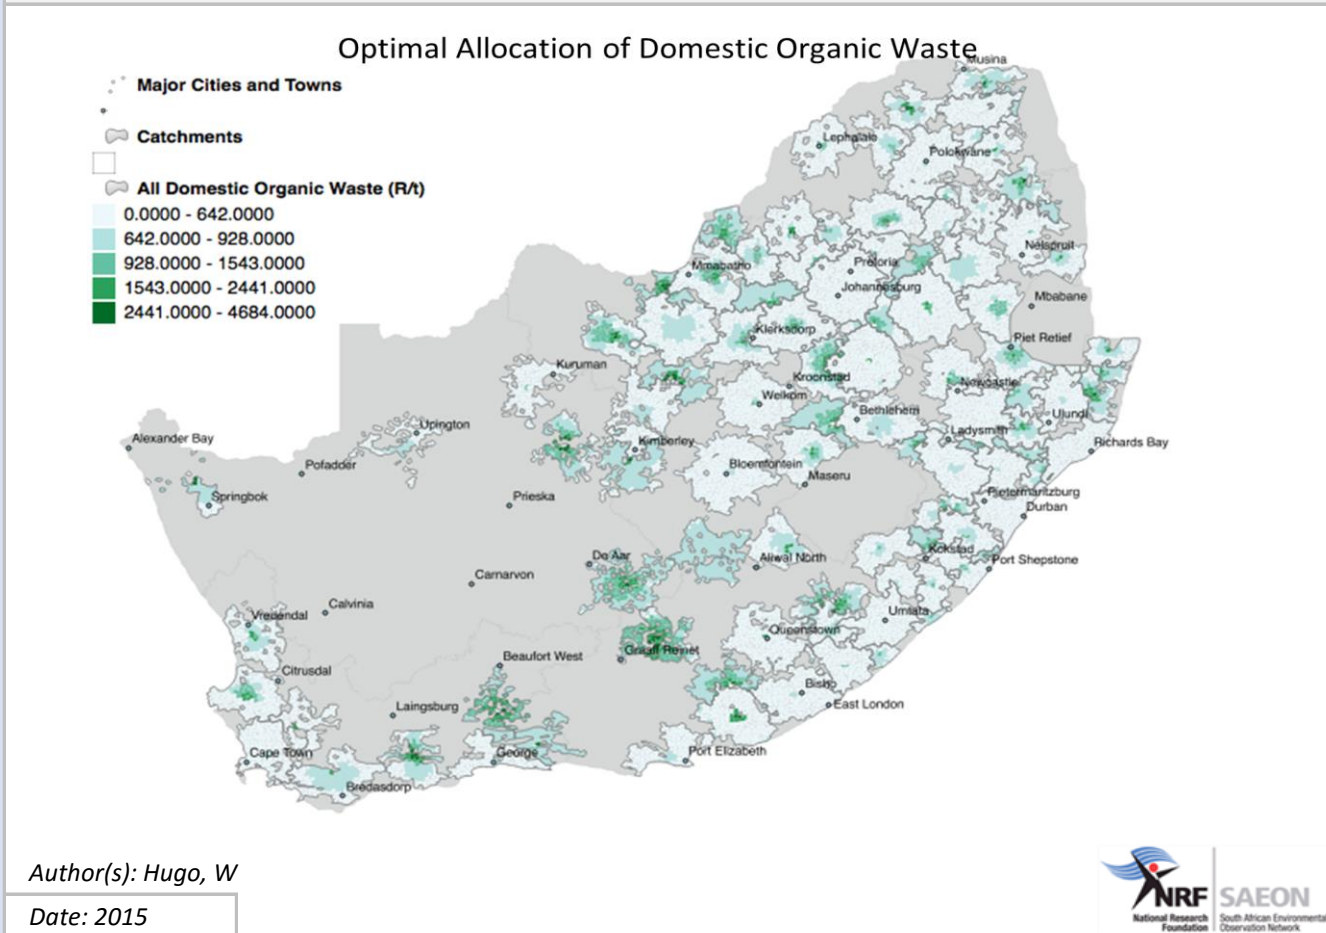 Optimal Allocation of Domestic Organic Waste
Major Cities and Towns
Catchments
All Domestic Organic Waste (R/t)
0.0000 - 642.0000
642.0000 - 928.0000
928.0000 - 1543.0000
1543.0000 - 2441.0000
2441.0000 - 4684.0000
Musina
Lephalale
Polokwane
Nelspruit
Mmabatho
Pretoria
Johannesburg
Mbabane
Klerksdorp
Piet Retief
Kuruman
Kroonstad
Newcastle
Welkom
Bethlehem
Ulundi
Upington
Ladysmith
Alexander Bay
Kimberley
Richards Bay
Pofadder
Bloemfontein
Maseru
Springbok
Prieska
Pietermaritzburg
Durban
De Aar
Aliwal North
Kokstad
Port Shepstone
Carnarvon
Calvinia
Vredendal
Umtata
Queenstown
Graaff Reinet
Beaufort West
Citrusdal
Bisho
East London
Laingsburg
Cape Town
George
Port Elizabeth
Bredasdorp
Author(s): Hugo, W
Date: 2015
NRF
National Research
Foundation
SAEON
South African Environmental
Observation Network